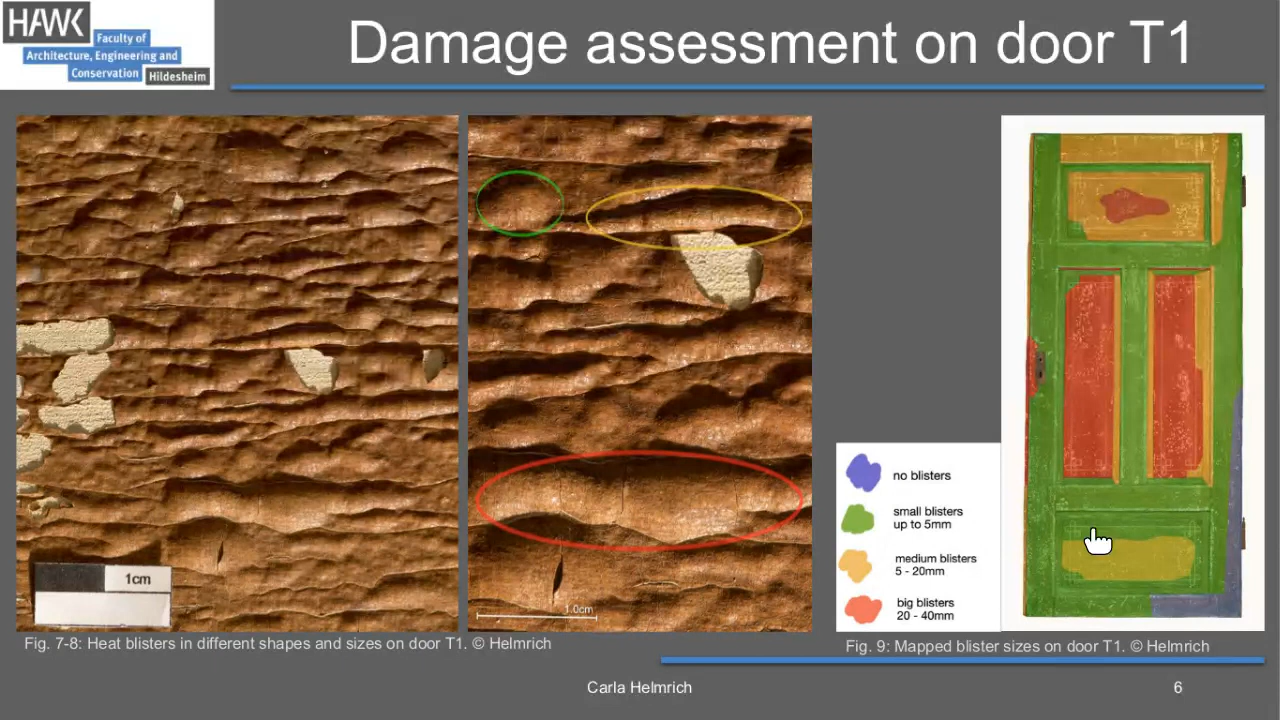 HAWK
Faculty of
Architecture, Engineering and
Conservation
Hildesheim
Damage assessment on door T1
1cm
1.0cm
no blisters
small blisters
up to 5mm
medium blisters
5 - 20mm
big blisters
20 - 40mm
Fig. 7-8: Heat blisters in different shapes and sizes on door T1. © Helmrich
Fig. 9: Mapped blister sizes on door T1. © Helmrich
Carla Helmrich
6